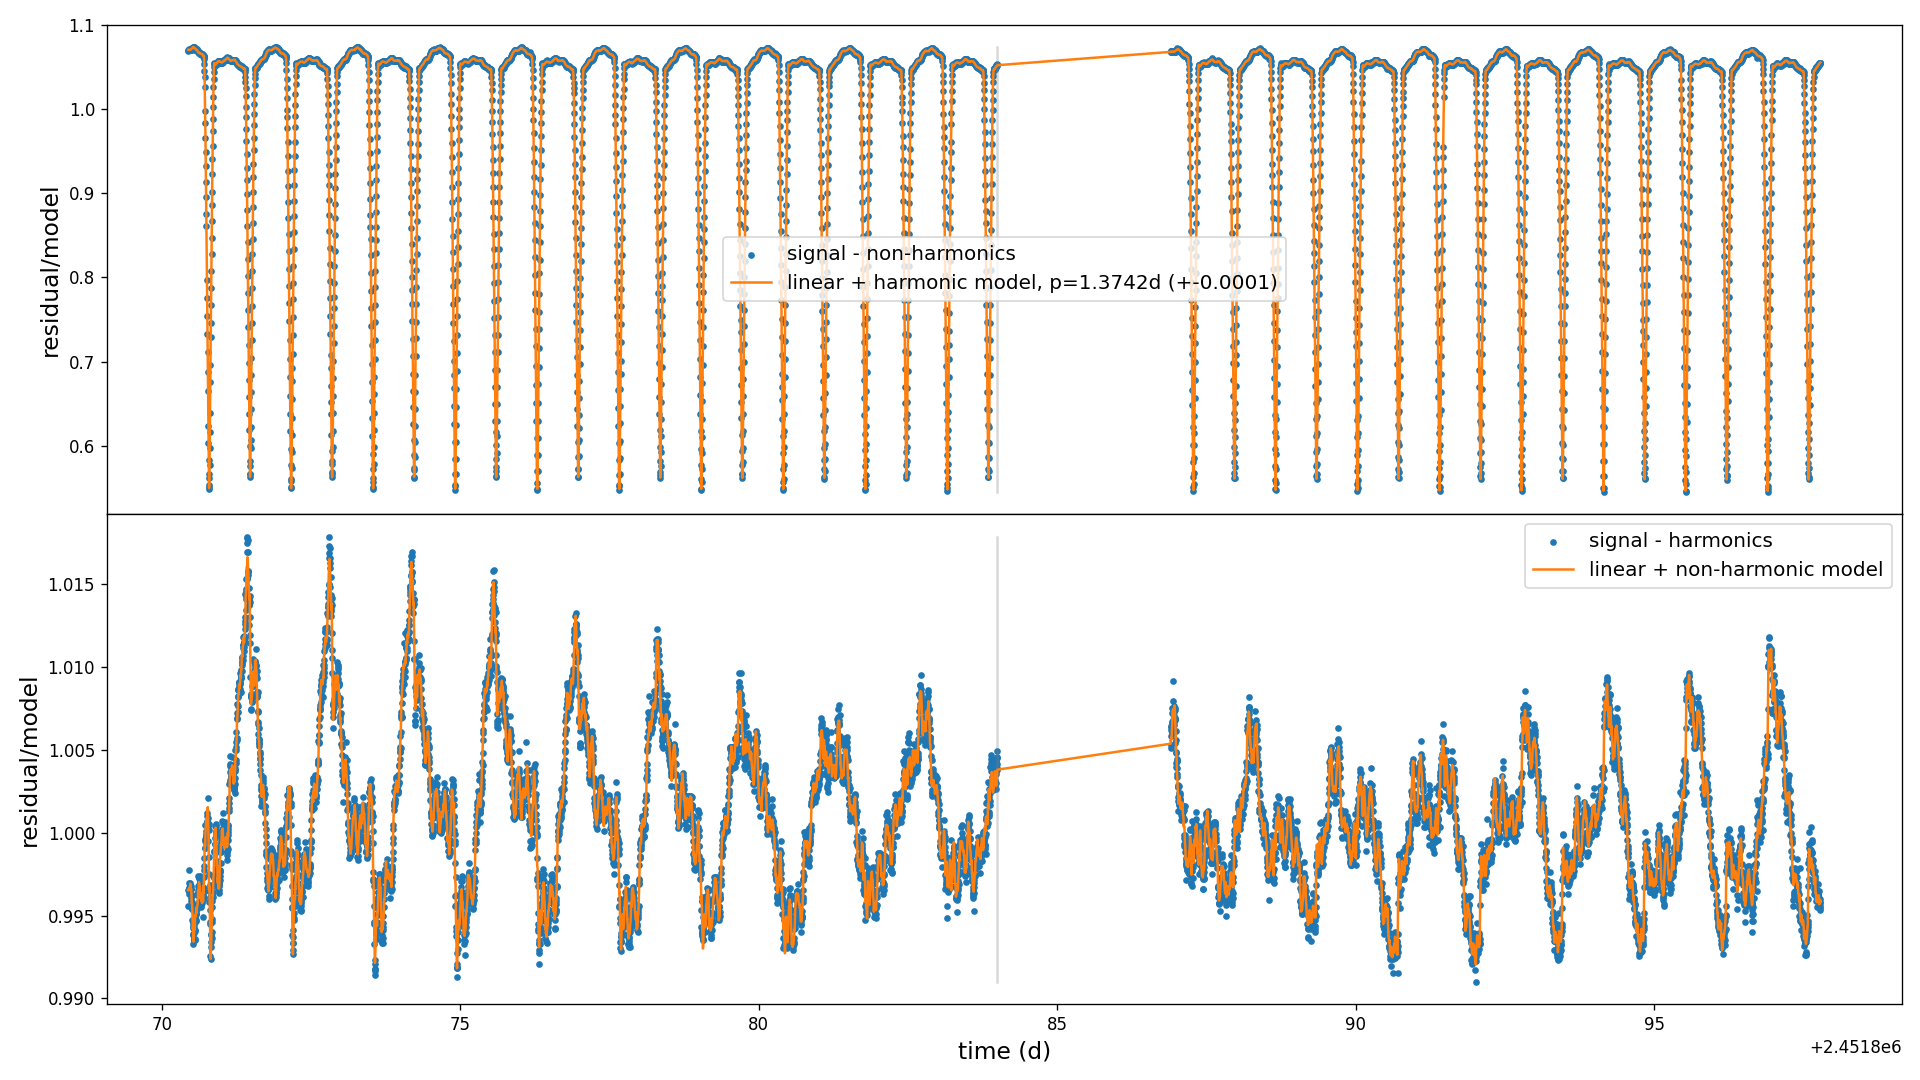 1.1
1.0
0.9
0.8
0.7
0.6
residual/model
signal - non-harmonics
linear + harmonic model, p=1.3742d (+-0.0001)
1.015
1.010
1.005
1.000
0.995
0.990
residual/model
signal - harmonics
linear + non-harmonic model
70 75 80 85 90 95
time (d)
+2.4518e6